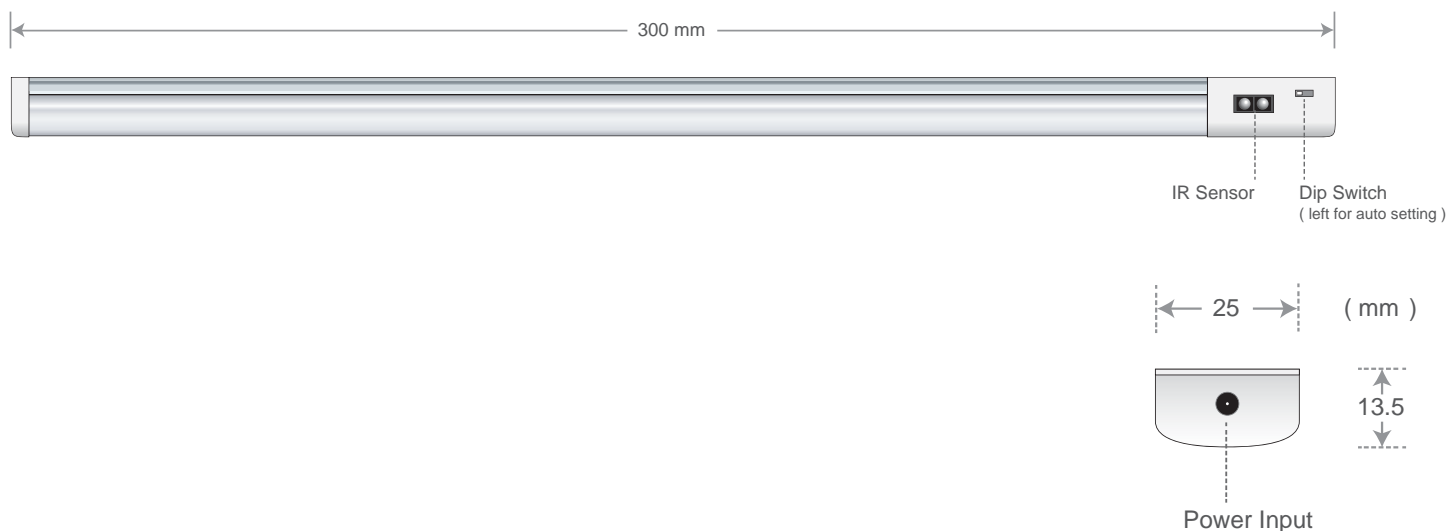 300 mm
IR Sensor
Dip Switch
( left for auto setting )
25
( mm )
13.5
Power Input